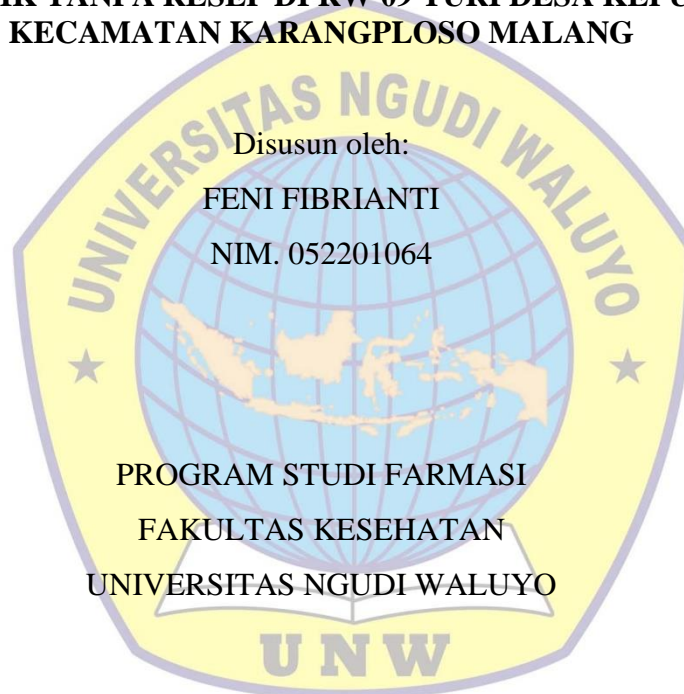 TANPA RESEP DI RW 09 TURI DESA
KECAMATAN KARANGPLOSO MALANG
UNIVERSITAS NGUDI WALUYO
Disusun oleh:
FENI FIBRIANTI
NIM. 052201064
PROGRAM STUDI FARMASI
FAKULTAS KESEHATAN
UNIVERSITAS NGUDI WALUYO
UNW